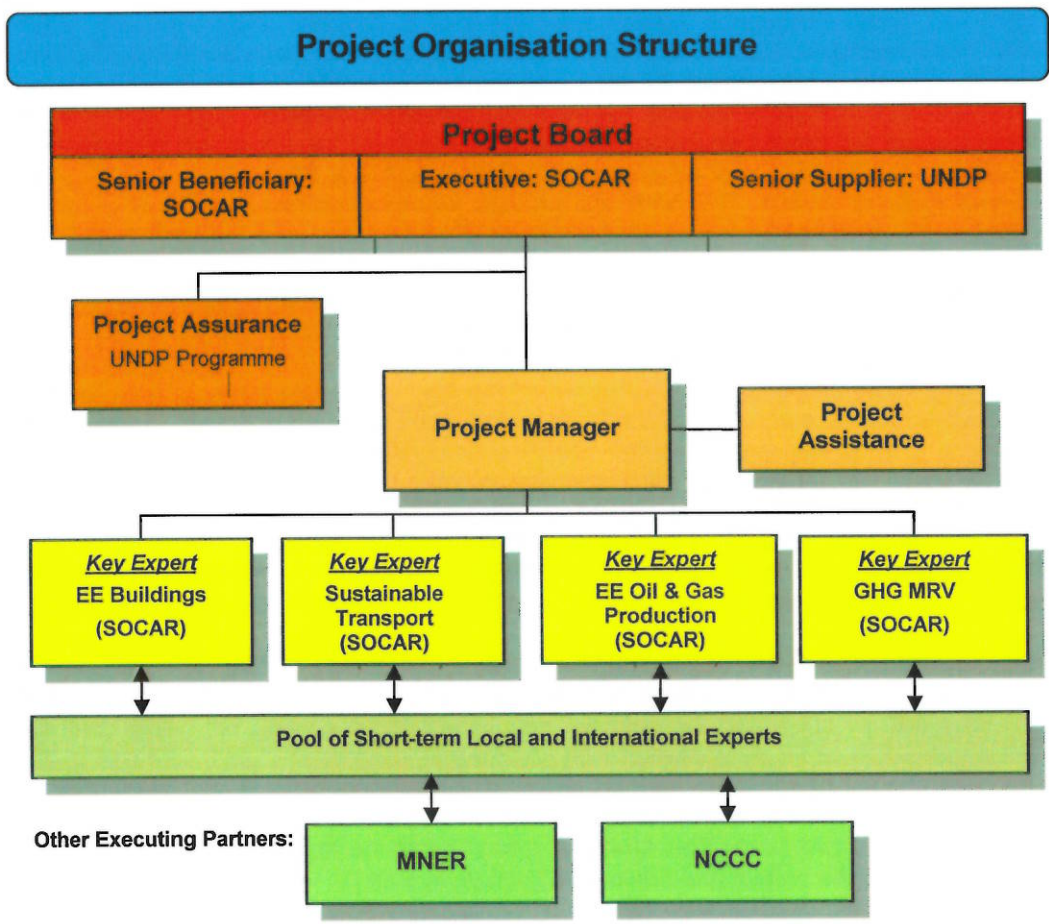 Project Organisation Structure
Project Board
Senior Beneficiary:
SOCAR
Executive: SOCAR
Senior Supplier: UNDP
Project Assurance
UNDP Programme
Project Manager
Project
Assistance
Key Expert
EE Buildings
(SOCAR)
Key Expert
Sustainable
Transport
(SOCAR)
Key Expert
EE Oil & Gas
Production
(SOCAR)
Key Expert
GHG MRV
(SOCAR)
Pool of Short-term Local and International Experts
Other Executing Partners:
MNER
NCCC